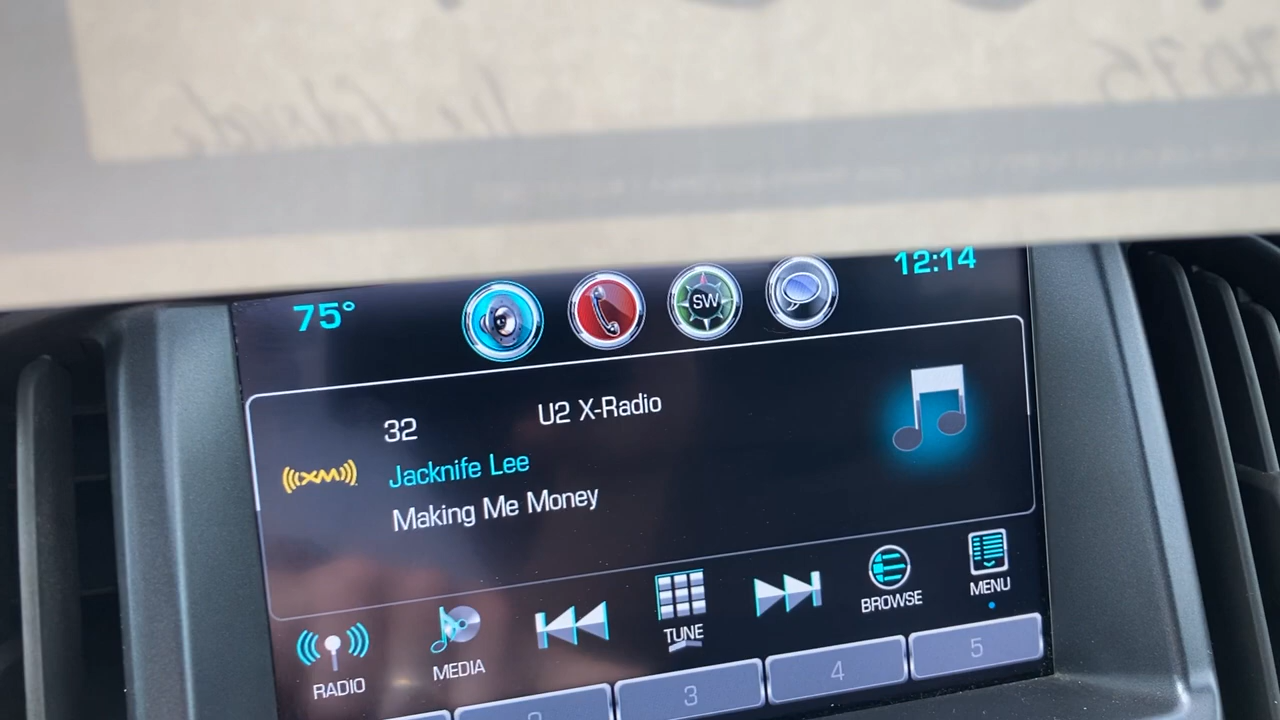 75°
SW
12:14
32
U2 X-Radio
((XM))
Jacknife Lee
Making Me Money
RADIO
MEDIA
TUNE
BROWSE
MENU
3
4
5